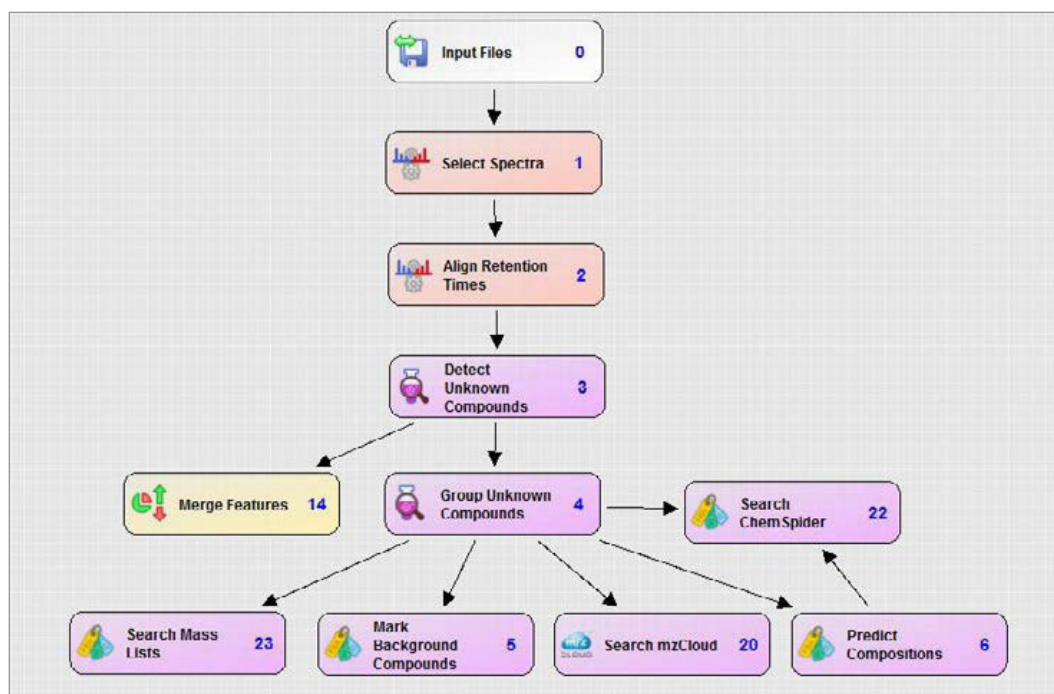 Input Files 0
Select Spectra 1
Align Retention
Times 2
Detect
Unknown
Compounds 3
Merge Features 14
Group Unknown
Compounds 4
Search
ChemSpider 22
Search Mass
Lists 23
Mark
Background
Compounds 5
CLOUD
Search mzCloud 20
Predict
Compositions 6